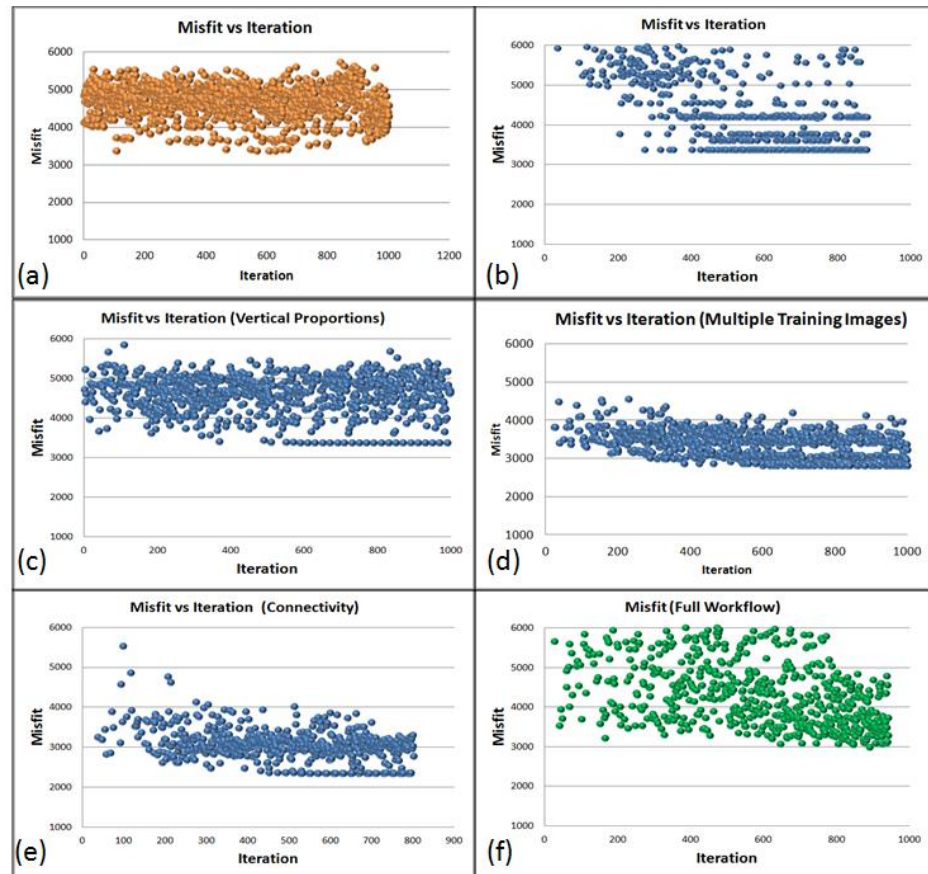 Misfit vs Iteration
6000
5000
4000
3000
2000
1000
0 200 400 600 800 1000 1200
Misfit
Iteration
(a)
Misfit vs Iteration
6000
5000
4000
3000
2000
1000
0 200 400 600 800 1000
Misfit
Iteration
(b)
Misfit vs Iteration (Vertical Proportions)
6000
5000
4000
3000
2000
1000
0 200 400 600 800 1000
Misfit
Iteration
(c)
Misfit vs Iteration (Multiple Training Images)
6000
5000
4000
3000
2000
1000
0 200 400 600 800 1000
Misfit
Iteration
(d)
Misfit vs Iteration (Connectivity)
6000
5000
4000
3000
2000
1000
0 100 200 300 400 500 600 700 800 900
Misfit
Iteration
(e)
Misfit (Full Workflow)
6000
5000
4000
3000
2000
1000
0 200 400 600 800 1000
Misfit
Iteration
(f)